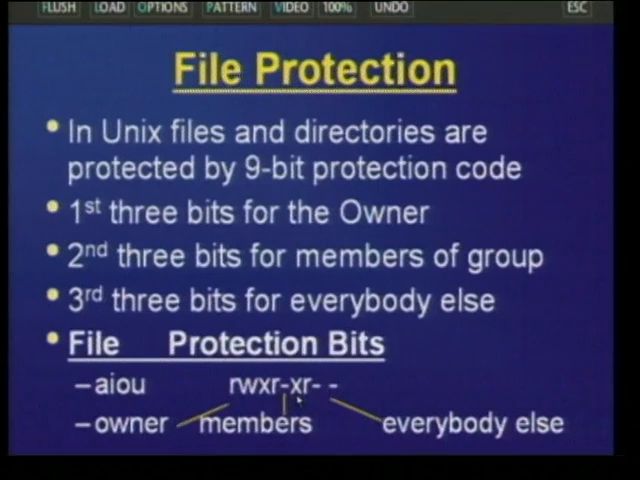 FLUSH LOAD OPTIONS PATTERN VIDEO 100% UNDO ESC
File Protection
• In Unix files and directories are
protected by 9-bit protection code
• 1st three bits for the Owner
• 2nd three bits for members of group
• 3rd three bits for everybody else
• File Protection Bits
– aiou rwxr-xr- -
– owner members everybody else